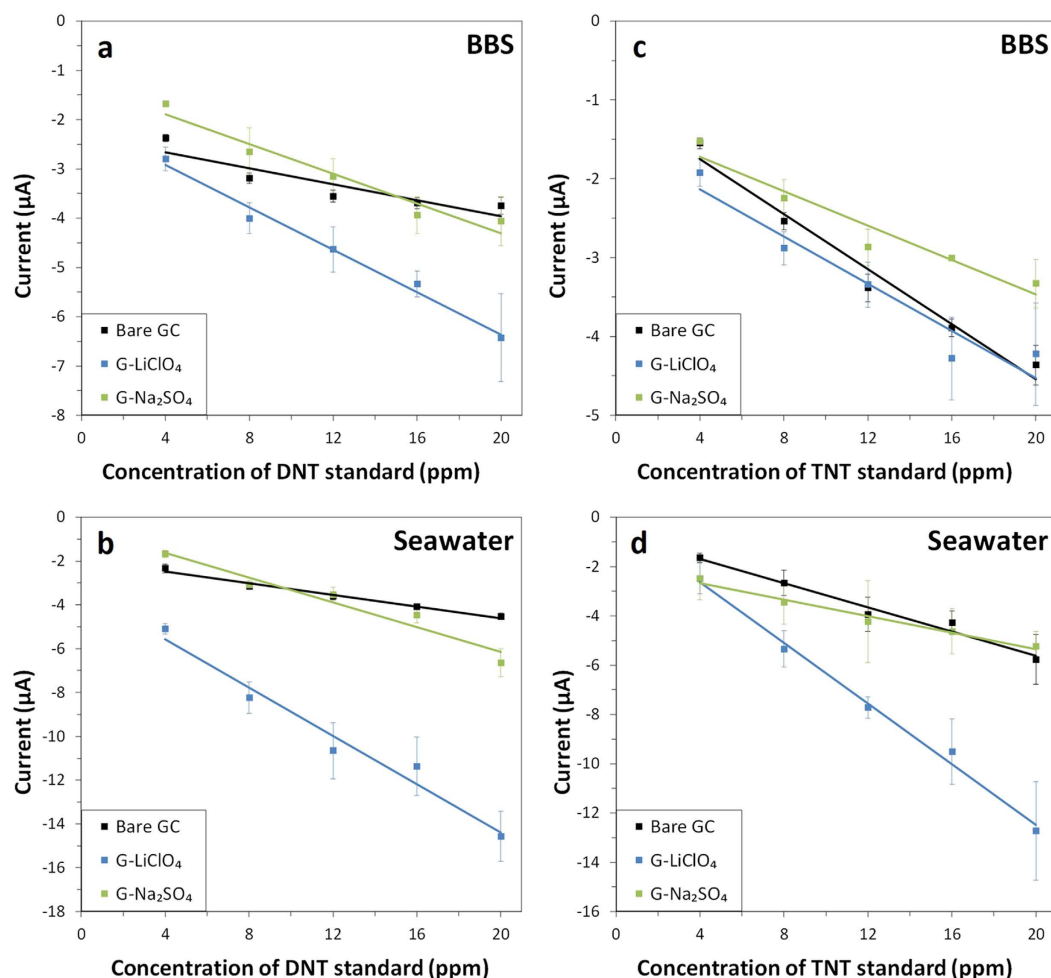 a
BBS
0
-1
-2
-3
-4
-5
-6
-7
-8
Current (µA)
Bare GC
G-LiClO₄
G-Na₂SO₄
0 4 8 12 16 20
Concentration of DNT standard (ppm)
c
BBS
0
-1
-2
-3
-4
-5
Current (µA)
Bare GC
G-LiClO₄
G-Na₂SO₄
0 4 8 12 16 20
Concentration of TNT standard (ppm)
b
Seawater
0
-2
-4
-6
-8
-10
-12
-14
-16
-18
Current (µA)
Bare GC
G-LiClO₄
G-Na₂SO₄
0 4 8 12 16 20
Concentration of DNT standard (ppm)
d
Seawater
0
-2
-4
-6
-8
-10
-12
-14
-16
Current (µA)
Bare GC
G-LiClO₄
G-Na₂SO₄
0 4 8 12 16 20
Concentration of TNT standard (ppm)